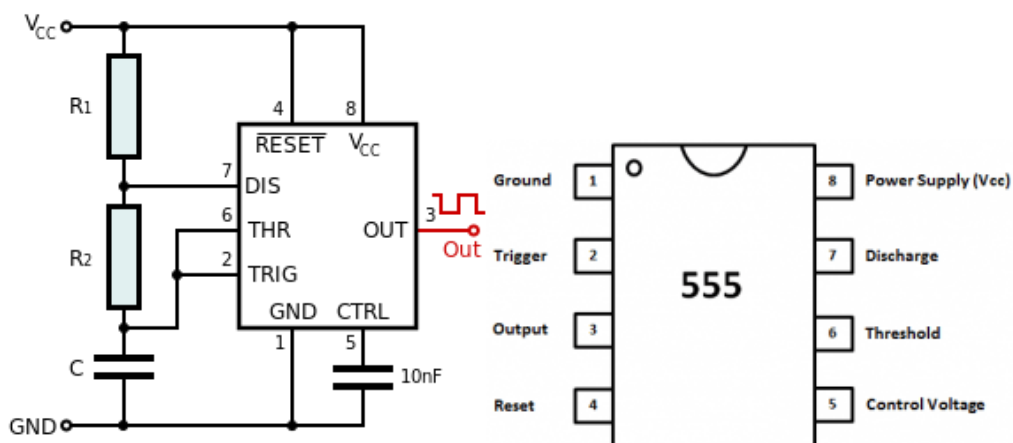 VCC
R1
4
8
RESET
VCC
7
DIS
6
THR
OUT
3
Out
R2
2
TRIG
GND
CTRL
1
5
C
10nF
GND
Ground
1
8
Power Supply (Vcc)
Trigger
2
7
Discharge
555
Output
3
6
Threshold
Reset
4
5
Control Voltage